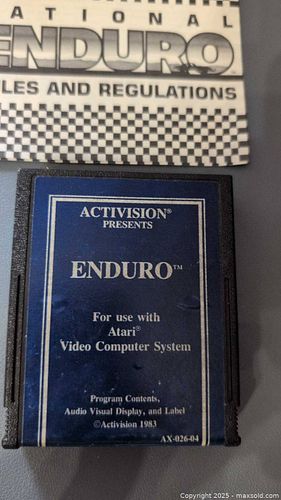 ATIONAL
ENDURO
LES AND REGULATIONS
ACTIVISION®
PRESENTS
ENDURO™
For use with
Atari®
Video Computer System
Program Contents,
Audio Visual Display, and Label
©Activision 1983
AX-026-04
Copyright 2025 - maxsold.com